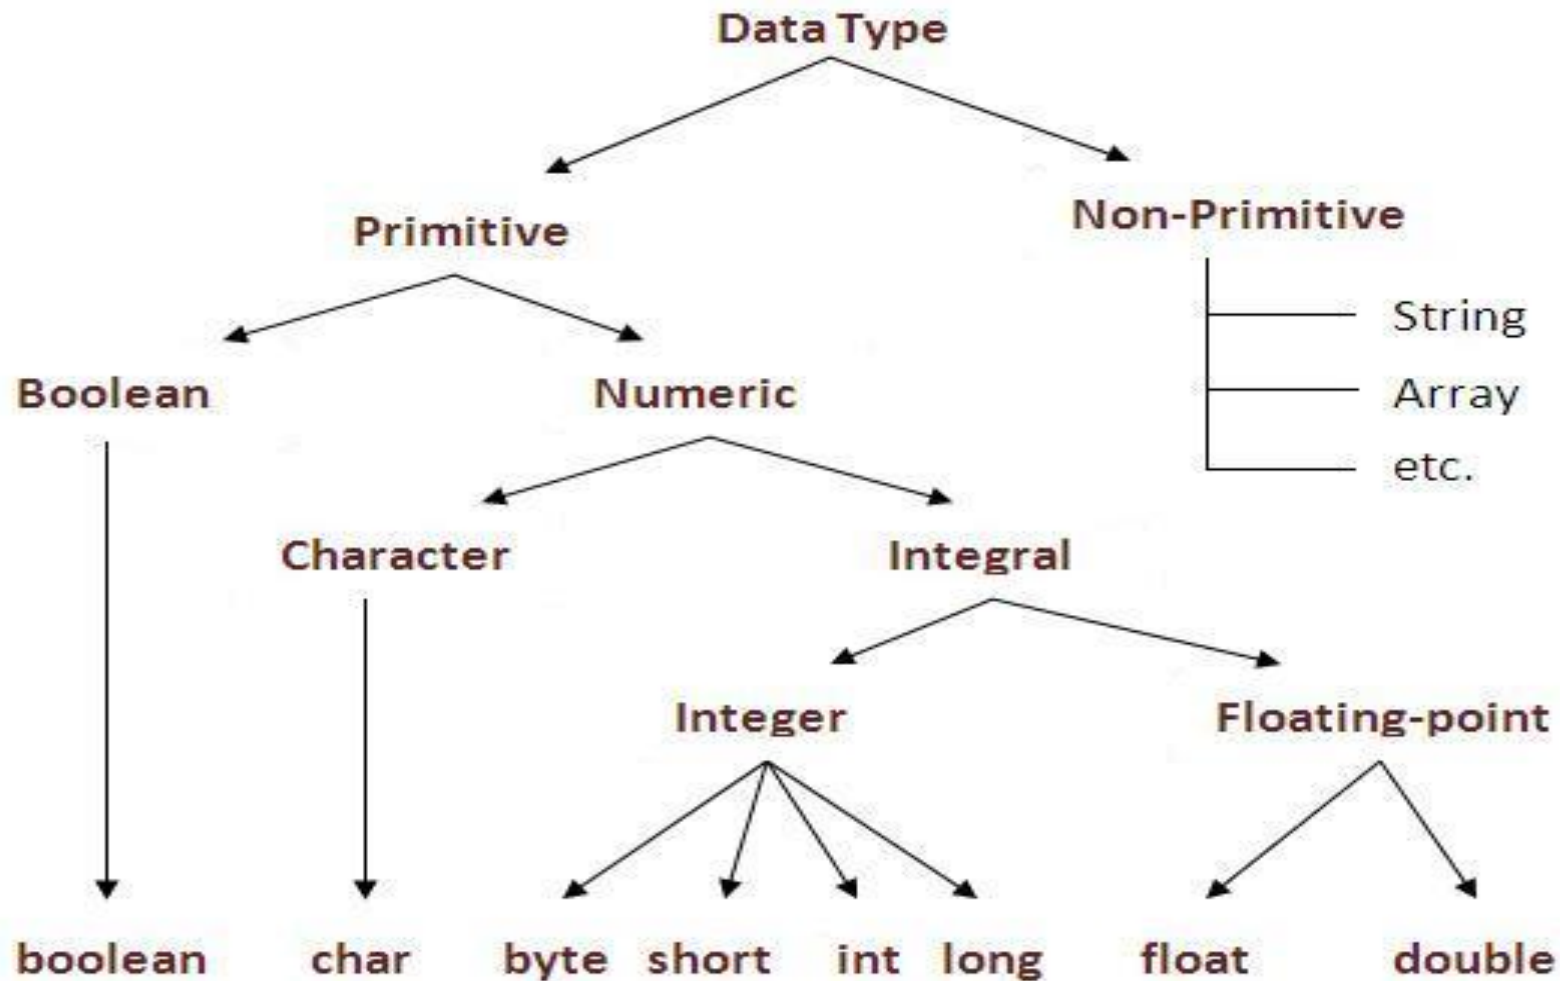 Data Type
Primitive
Non-Primitive
String
Array
etc.
Boolean
Numeric
Character
Integral
Integer
Floating-point
boolean
char
byte
short
int
long
float
double